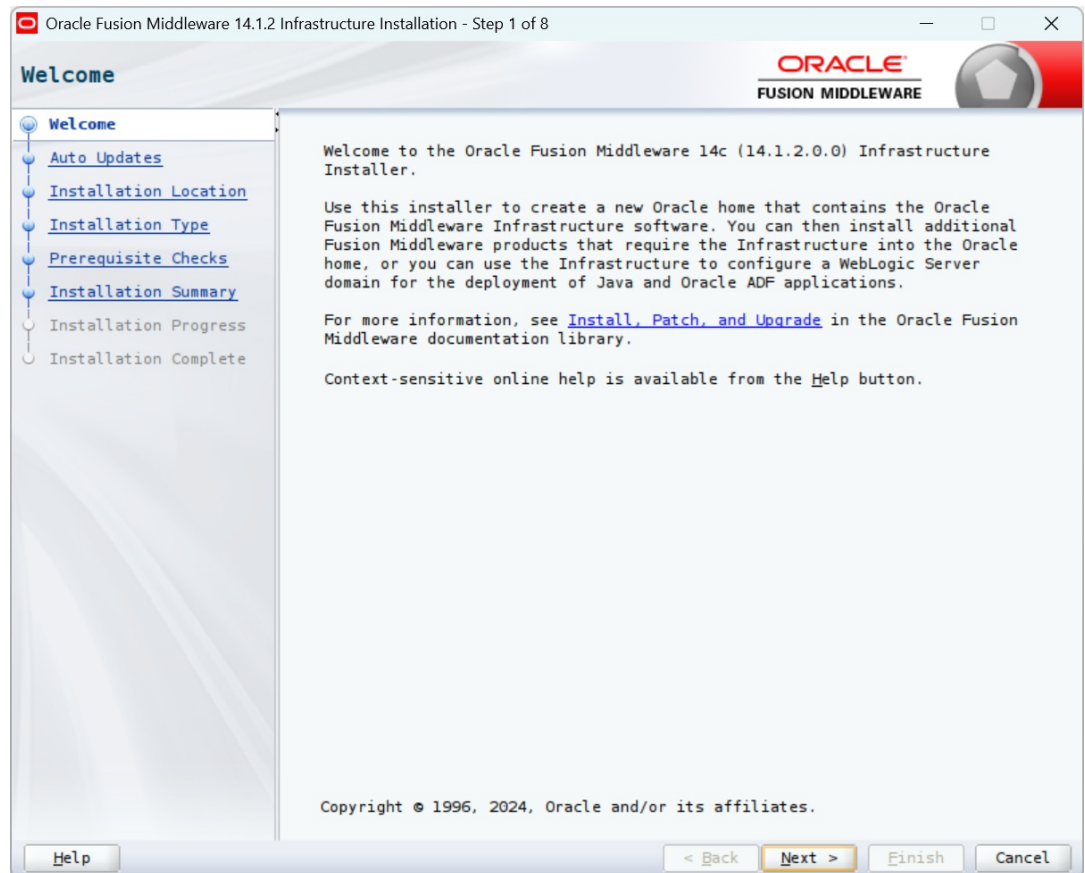 Oracle Fusion Middleware 14.1.2 Infrastructure Installation - Step 1 of 8
Welcome
ORACLE
FUSION MIDDLEWARE
Welcome
Auto Updates
Installation Location
Installation Type
Prerequisite Checks
Installation Summary
Installation Progress
Installation Complete
Welcome to the Oracle Fusion Middleware 14c (14.1.2.0.0) Infrastructure
Installer.
Use this installer to create a new Oracle home that contains the Oracle
Fusion Middleware Infrastructure software. You can then install additional
Fusion Middleware products that require the Infrastructure into the Oracle
home, or you can use the Infrastructure to configure a WebLogic Server
domain for the deployment of Java and Oracle ADF applications.
For more information, see Install, Patch, and Upgrade in the Oracle Fusion
Middleware documentation library.
Context-sensitive online help is available from the Help button.
Copyright © 1996, 2024, Oracle and/or its affiliates.
Help
< Back
Next >
Finish
Cancel